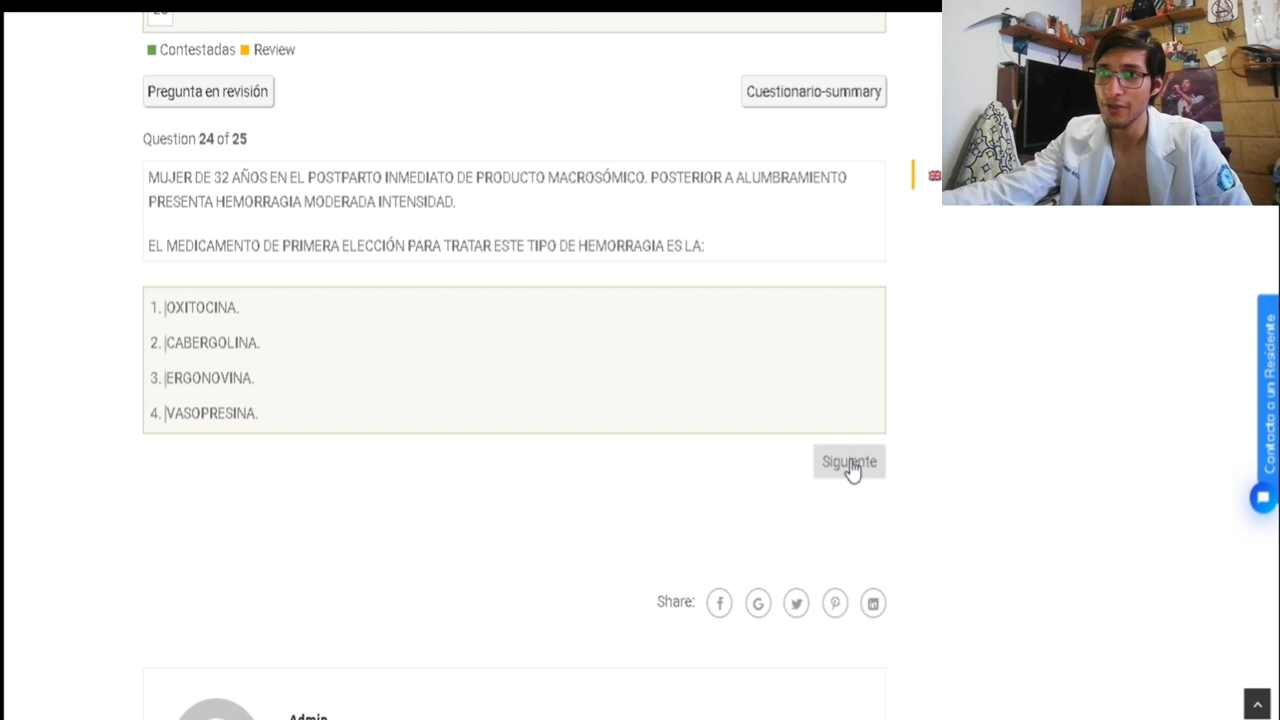 Contestadas Review
Pregunta en revisión
Cuestionario-summary
Question 24 of 25
MUJER DE 32 AÑOS EN EL POSTPARTO INMEDIATO DE PRODUCTO MACROSÓMICO. POSTERIOR A ALUMBRAMIENTO
PRESENTA HEMORRAGIA MODERADA INTENSIDAD.
EL MEDICAMENTO DE PRIMERA ELECCIÓN PARA TRATAR ESTE TIPO DE HEMORRAGIA ES LA:
1. OXITOCINA.
2. CABERGOLINA.
3. ERGONOVINA.
4. VASOPRESINA.
Siguiente
Contacta a un Residente
Share:
Admin